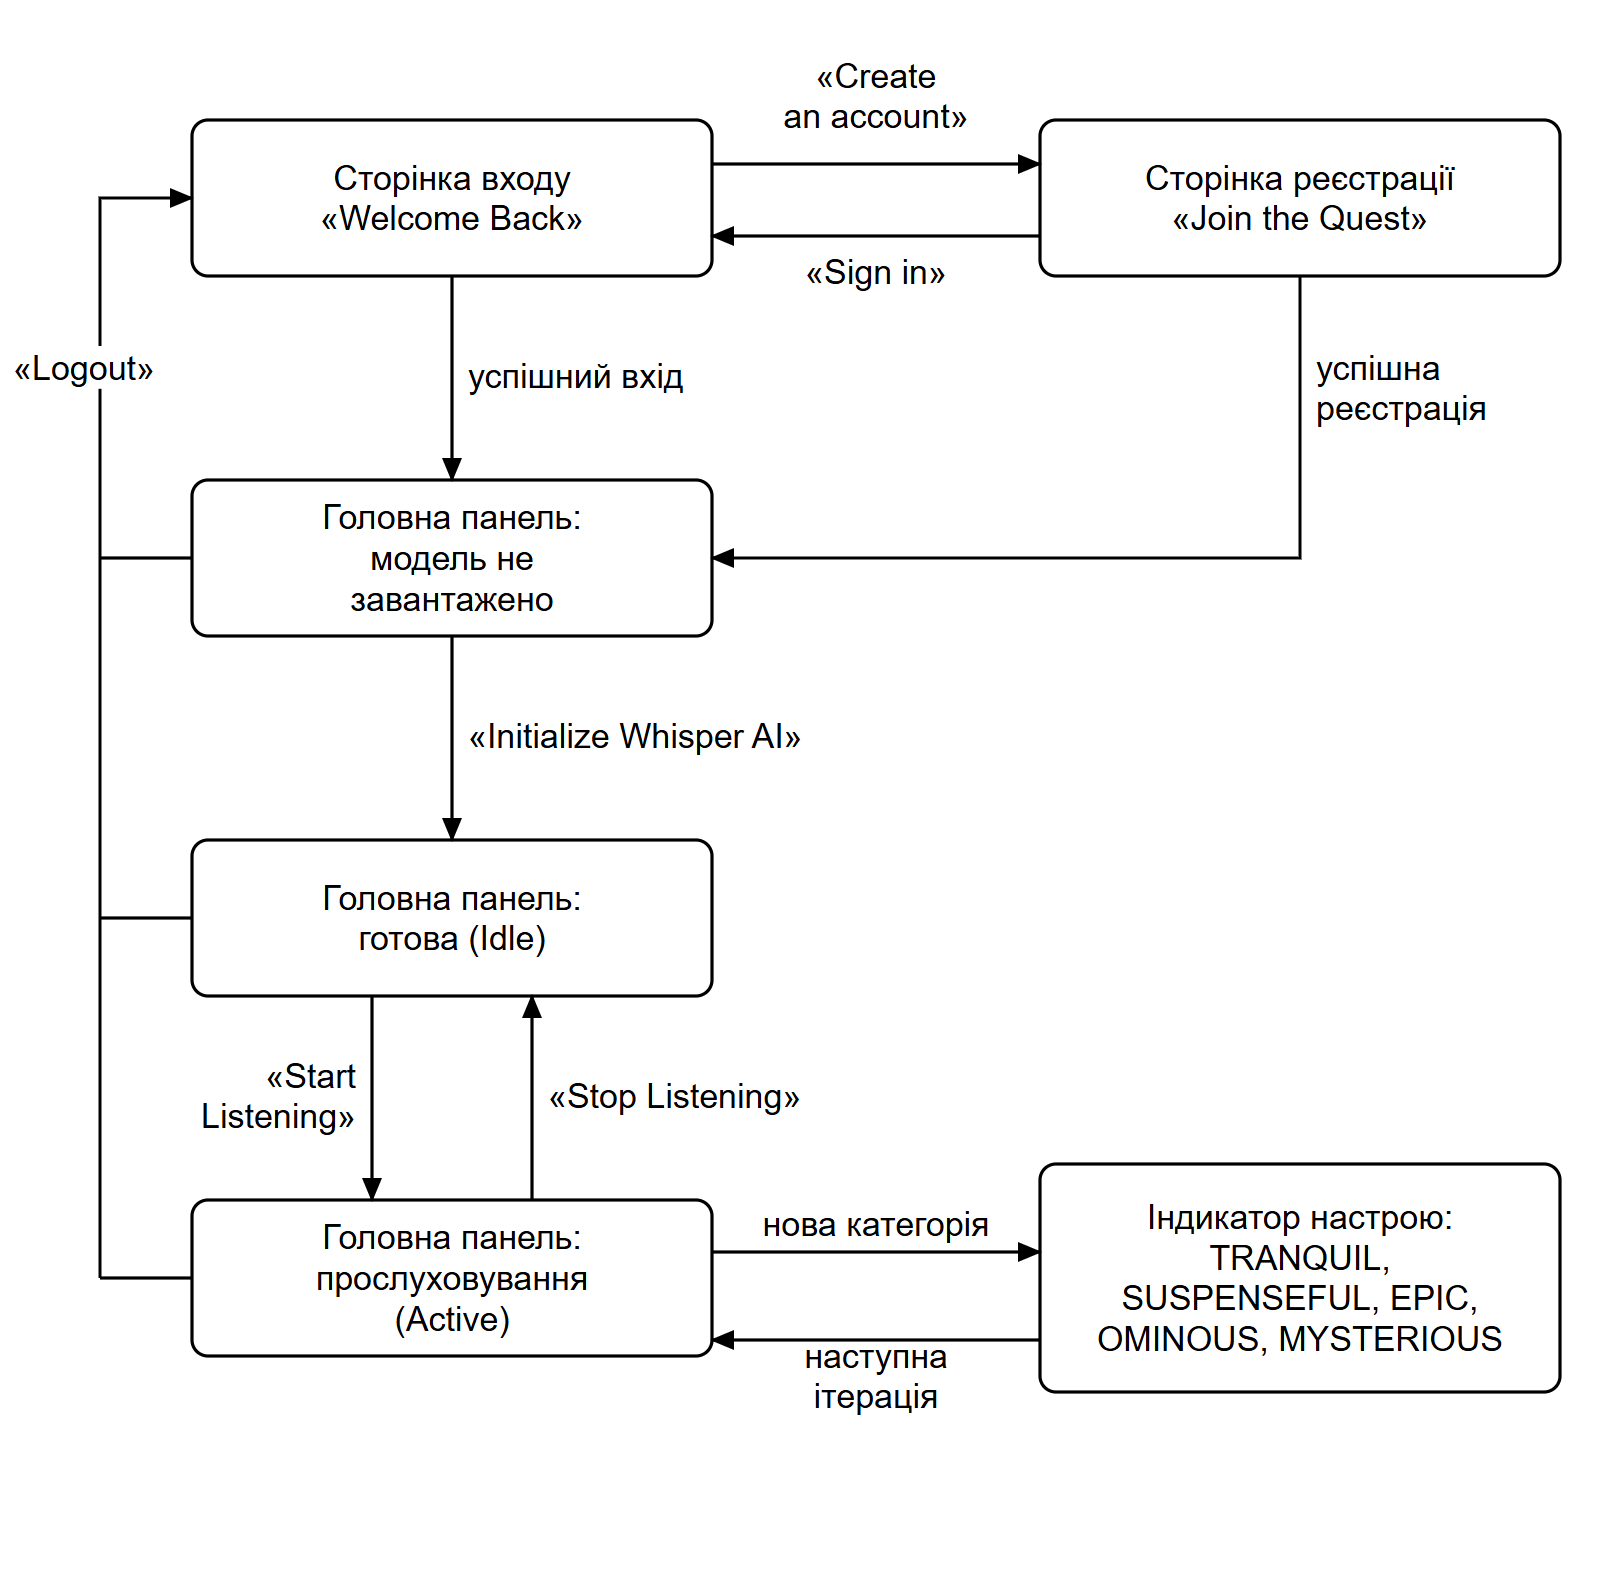 «Create
an account»
Сторінка входу
«Welcome Back»
Сторінка реєстрації
«Join the Quest»
«Sign in»
«Logout»
успішний вхід
успішна
реєстрація
Головна панель:
модель не
завантажено
«Initialize Whisper AI»
Головна панель:
готова (Idle)
«Start
Listening»
«Stop Listening»
Головна панель:
прослуховування
(Active)
нова категорія
наступна
ітерація
Індикатор настрою:
TRANQUIL,
SUSPENSEFUL, EPIC,
OMINOUS, MYSTERIOUS